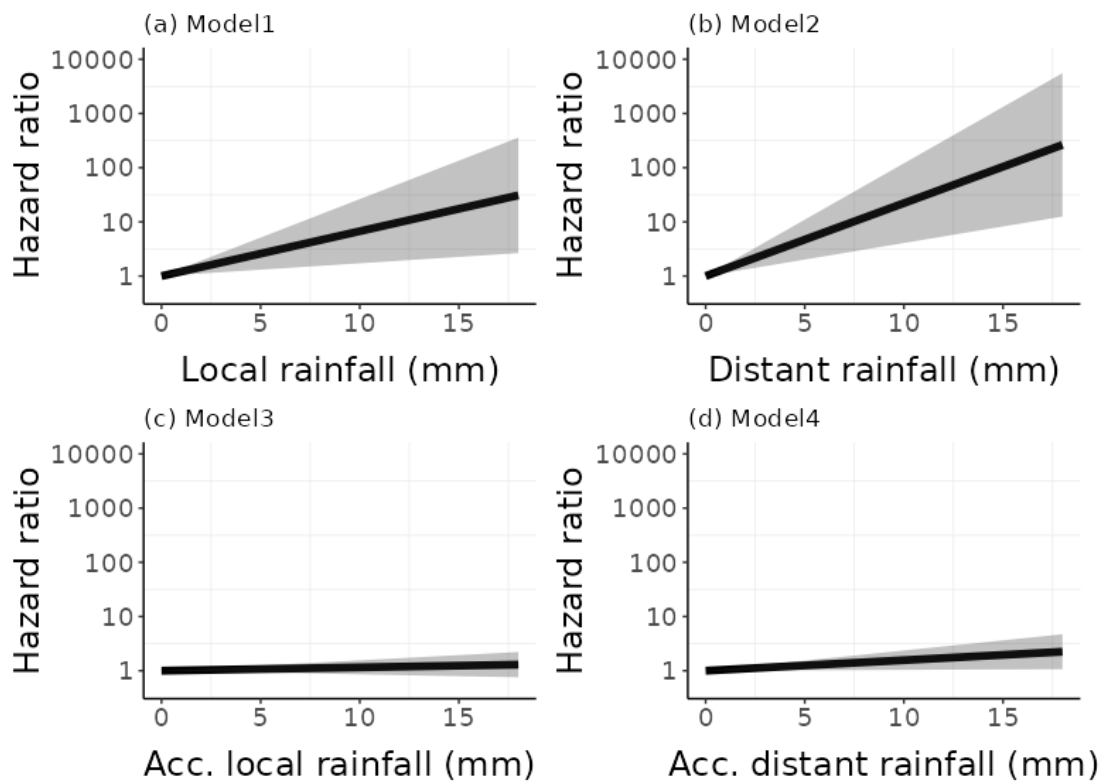 (a) Model1
Hazard ratio
10000
1000
100
10
1
0 5 10 15
Local rainfall (mm)
(b) Model2
Hazard ratio
10000
1000
100
10
1
0 5 10 15
Distant rainfall (mm)
(c) Model3
Hazard ratio
10000
1000
100
10
1
0 5 10 15
Acc. local rainfall (mm)
(d) Model4
Hazard ratio
10000
1000
100
10
1
0 5 10 15
Acc. distant rainfall (mm)